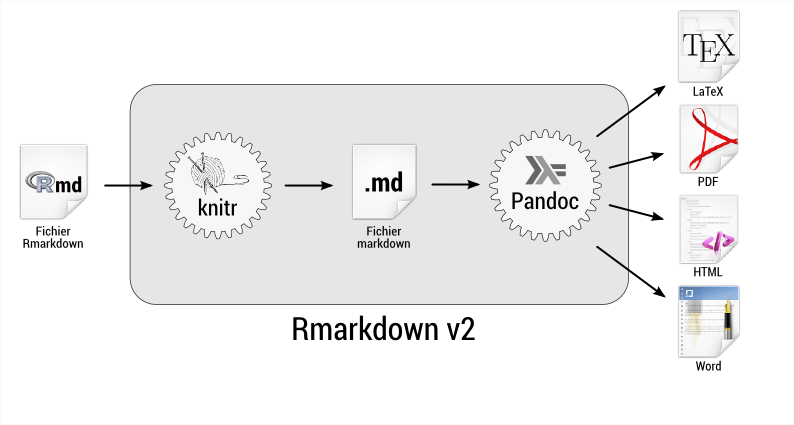 Rmd
Fichier
Rmarkdown
knitr
.md
Fichier
markdown
Pandoc
TEX
LaTeX
PDF
HTML
Word
Rmarkdown v2